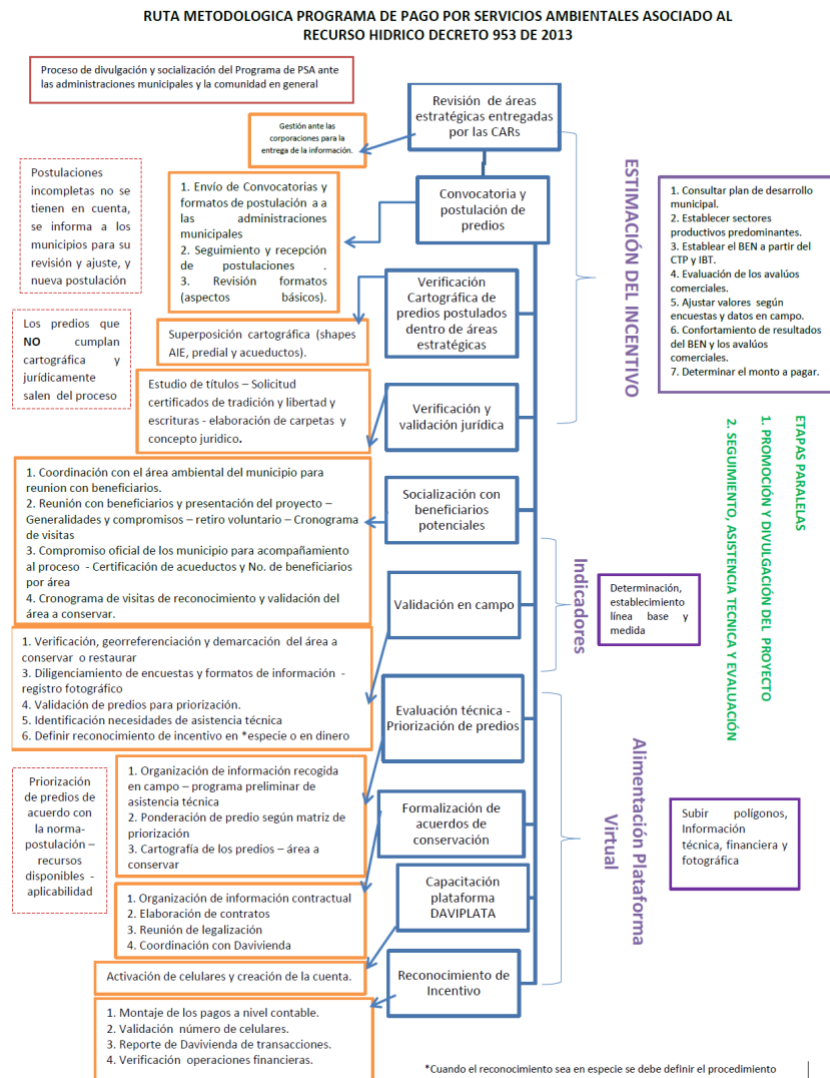 RUTA METODOLOGICA PROGRAMA DE PAGO POR SERVICIOS AMBIENTALES ASOCIADO AL
RECURSO HIDRICO DECRETO 953 DE 2013
Proceso de divulgación y socialización del Programa de PSA ante
las administraciones municipales y la comunidad en general
Revisión de áreas
estratégicas entregadas
por las CARs
Gestión ante las
corporaciones para la
entrega de la información.
Postulaciones
incompletas no se
tienen en cuenta,
se informa a los
municipios para su
revisión y ajuste, y
nueva postulación
1. Envío de Convocatorias y
formatos de postulación a a
las administraciones
municipales
2. Seguimiento y recepción
de postulaciones .
3. Revisión formatos
(aspectos básicos).
Convocatoria y
postulación de
predios
Verificación
Cartográfica de
predios postulados
dentro de áreas
estratégicas
Superposición cartográfica (shapes
AIE, predial y acueductos).
Los predios que
NO cumplan
cartográfica y
jurídicamente
salen del proceso
Estudio de títulos – Solicitud
certificados de tradición y libertad y
escrituras - elaboración de carpetas y
concepto juridico.
Verificación y
validación jurídica
ESTIMACIÓN DEL INCENTIVO
1. Consultar plan de desarrollo
municipal.
2. Establecer sectores
productivos predominantes.
3. Establear el BEN a partir del
CTP y IBT.
4. Evaluación de los avalúos
comerciales.
5. Ajustar valores según
encuestas y datos en campo.
6. Confortamiento de resultados
del BEN y los avalúos
comerciales.
7. Determinar el monto a pagar.
ETAPAS PARALELAS
1. PROMOCIÓN Y DIVULGACIÓN DEL PROYECTO
2. SEGUIMIENTO, ASISTENCIA TECNICA Y EVALUACIÓN
1. Coordinación con el área ambiental del municipio para
reunion con beneficiarios.
2. Reunión con beneficiarios y presentación del proyecto –
Generalidades y compromisos – retiro voluntario – Cronograma
de visitas
3. Compromiso oficial de los municipio para acompañamiento
al proceso - Certificación de acueductos y No. de beneficiarios
por área
4. Cronograma de visitas de reconocimiento y validación del
área a conservar.
Socialización con
beneficiarios
potenciales
Validación en campo
Indicadores
Determinación,
establecimiento
línea base y
medida
1. Verificación, georreferenciación y demarcación del área a
conservar o restaurar
3. Diligenciamiento de encuestas y formatos de información -
registro fotográfico
4. Validación de predios para priorización.
5. Identificación necesidades de asistencia técnica
6. Definir reconocimiento de incentivo en *especie o en dinero
Evaluación técnica -
Priorización de predios
Priorización
de predios de
acuerdo con
la norma-
postulación –
recursos
disponibles -
aplicabilidad
1. Organización de información recogida
en campo – programa preliminar de
asistencia técnica
2. Ponderación de predio según matriz de
priorización
3. Cartografía de los predios – área a
conservar
Formalización de
acuerdos de
conservación
Alimentación Plataforma
Virtual
Subir polígonos,
Información
técnica, financiera y
fotográfica
1. Organización de información contractual
2. Elaboración de contratos
3. Reunión de legalización
4. Coordinación con Davivienda
Capacitación
plataforma
DAVIPLATA
Activación de celulares y creación de la cuenta.
Reconocimiento de
Incentivo
1. Montaje de los pagos a nivel contable.
2. Validación número de celulares.
3. Reporte de Davivienda de transacciones.
4. Verificación operaciones financieras.
*Cuando el reconocimiento sea en especie se debe definir el procedimiento